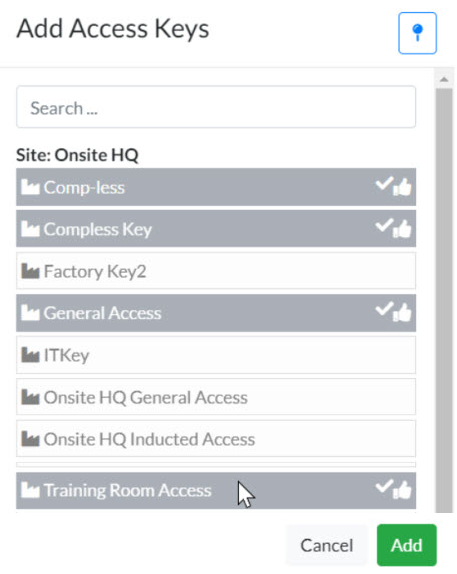 Add Access Keys
Search ...
Site: Onsite HQ
Comp-less
Compless Key
Factory Key2
General Access
ITKey
Onsite HQ General Access
Onsite HQ Inducted Access
Training Room Access
Cancel
Add